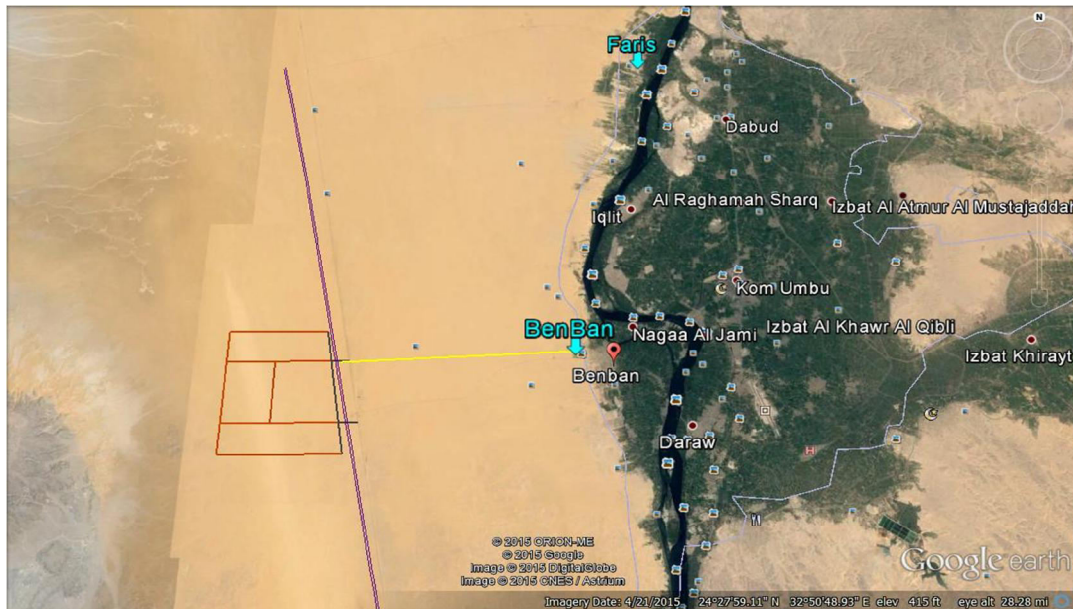 N
Faris
Dabud
Al Raghamah Sharq
Izbat Al Atmur Al Mustajaddah
Iqlit
Kom Umbu
BenBan
Nagaa All Jami
Izbat Al Khawr Al Qibli
Izbat Khirayt
Benban
Daraw
H
© 2015 ORION-ME
© 2015 Google
Image © 2015 DigitalGlobe
Image © 2015 CNES / Astrium
Google earth
Imagery Date: 4/21/2015 24°27'59.11" N 32°50'48.93" E elev 415 ft eye alt 28.28 mi